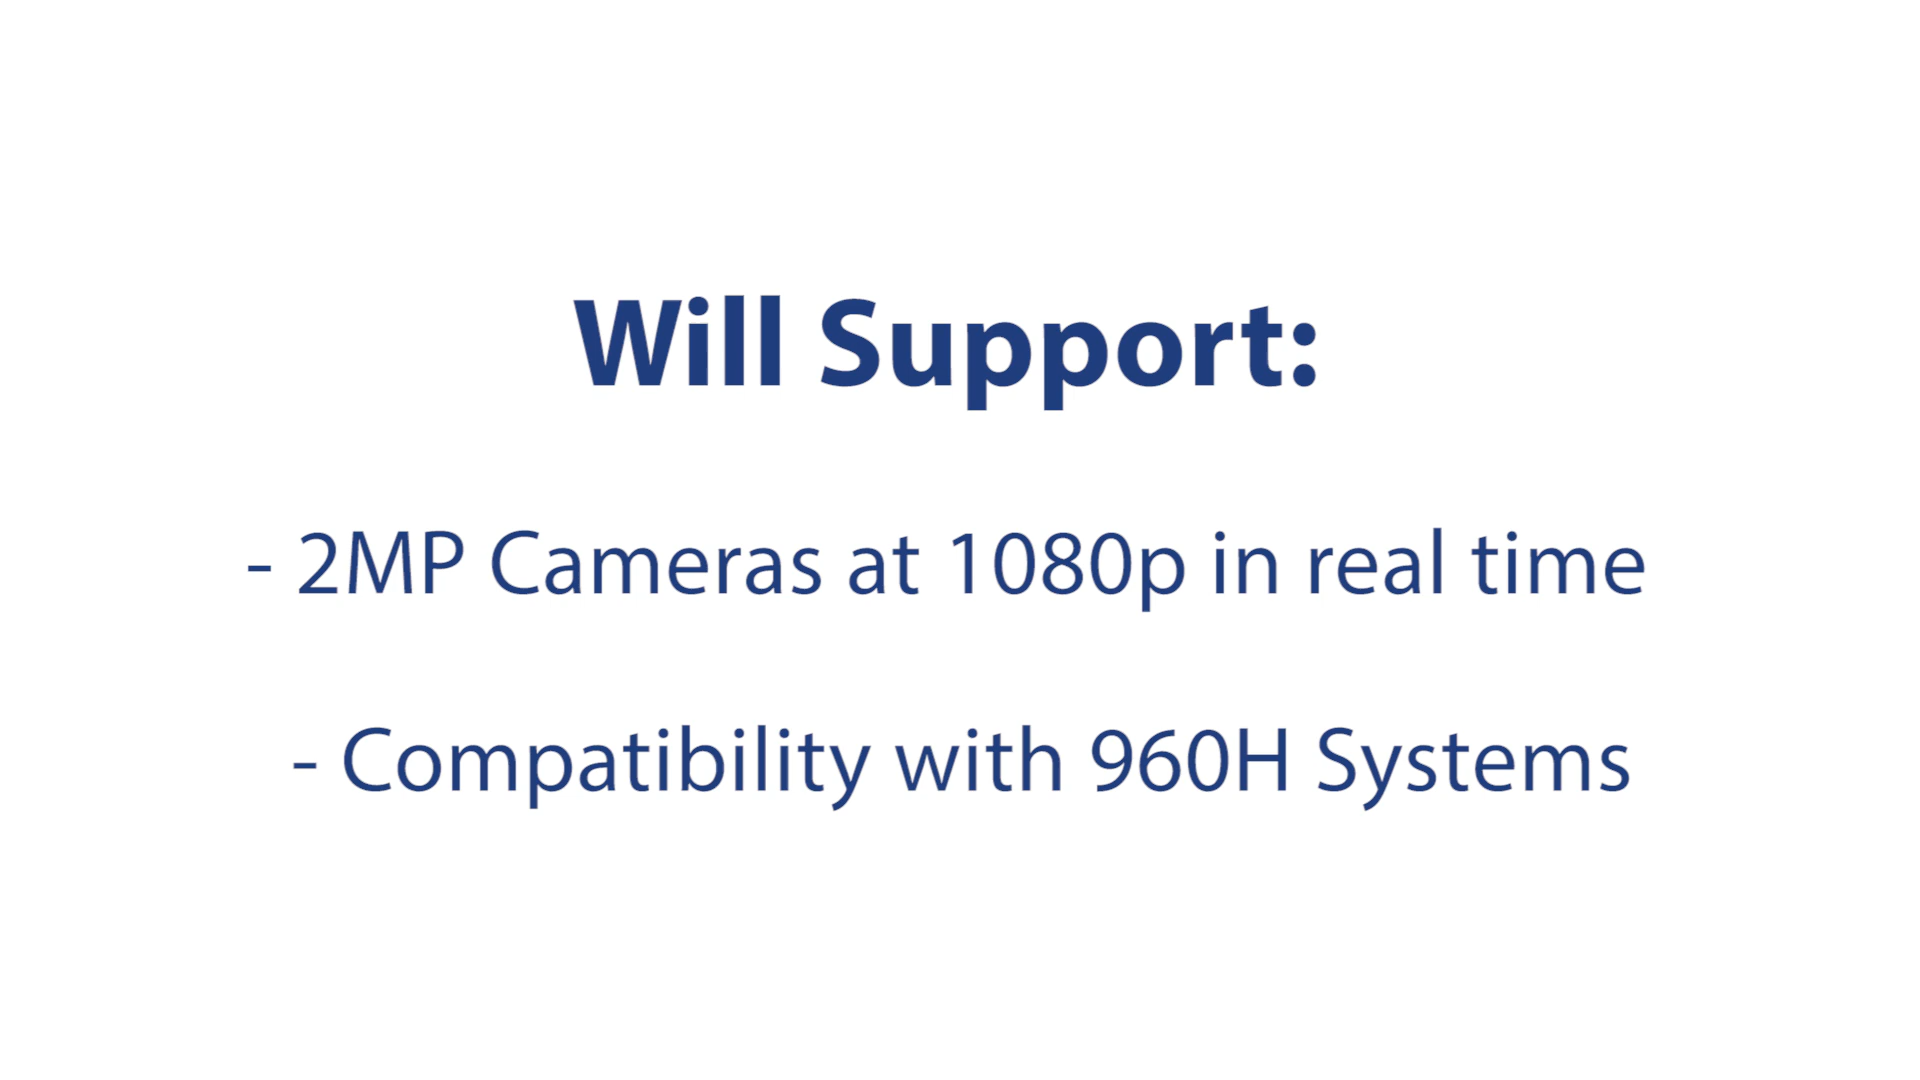 Will Support:
- 2MP Cameras at 1080p in real time
- Compatibility with 960H Systems